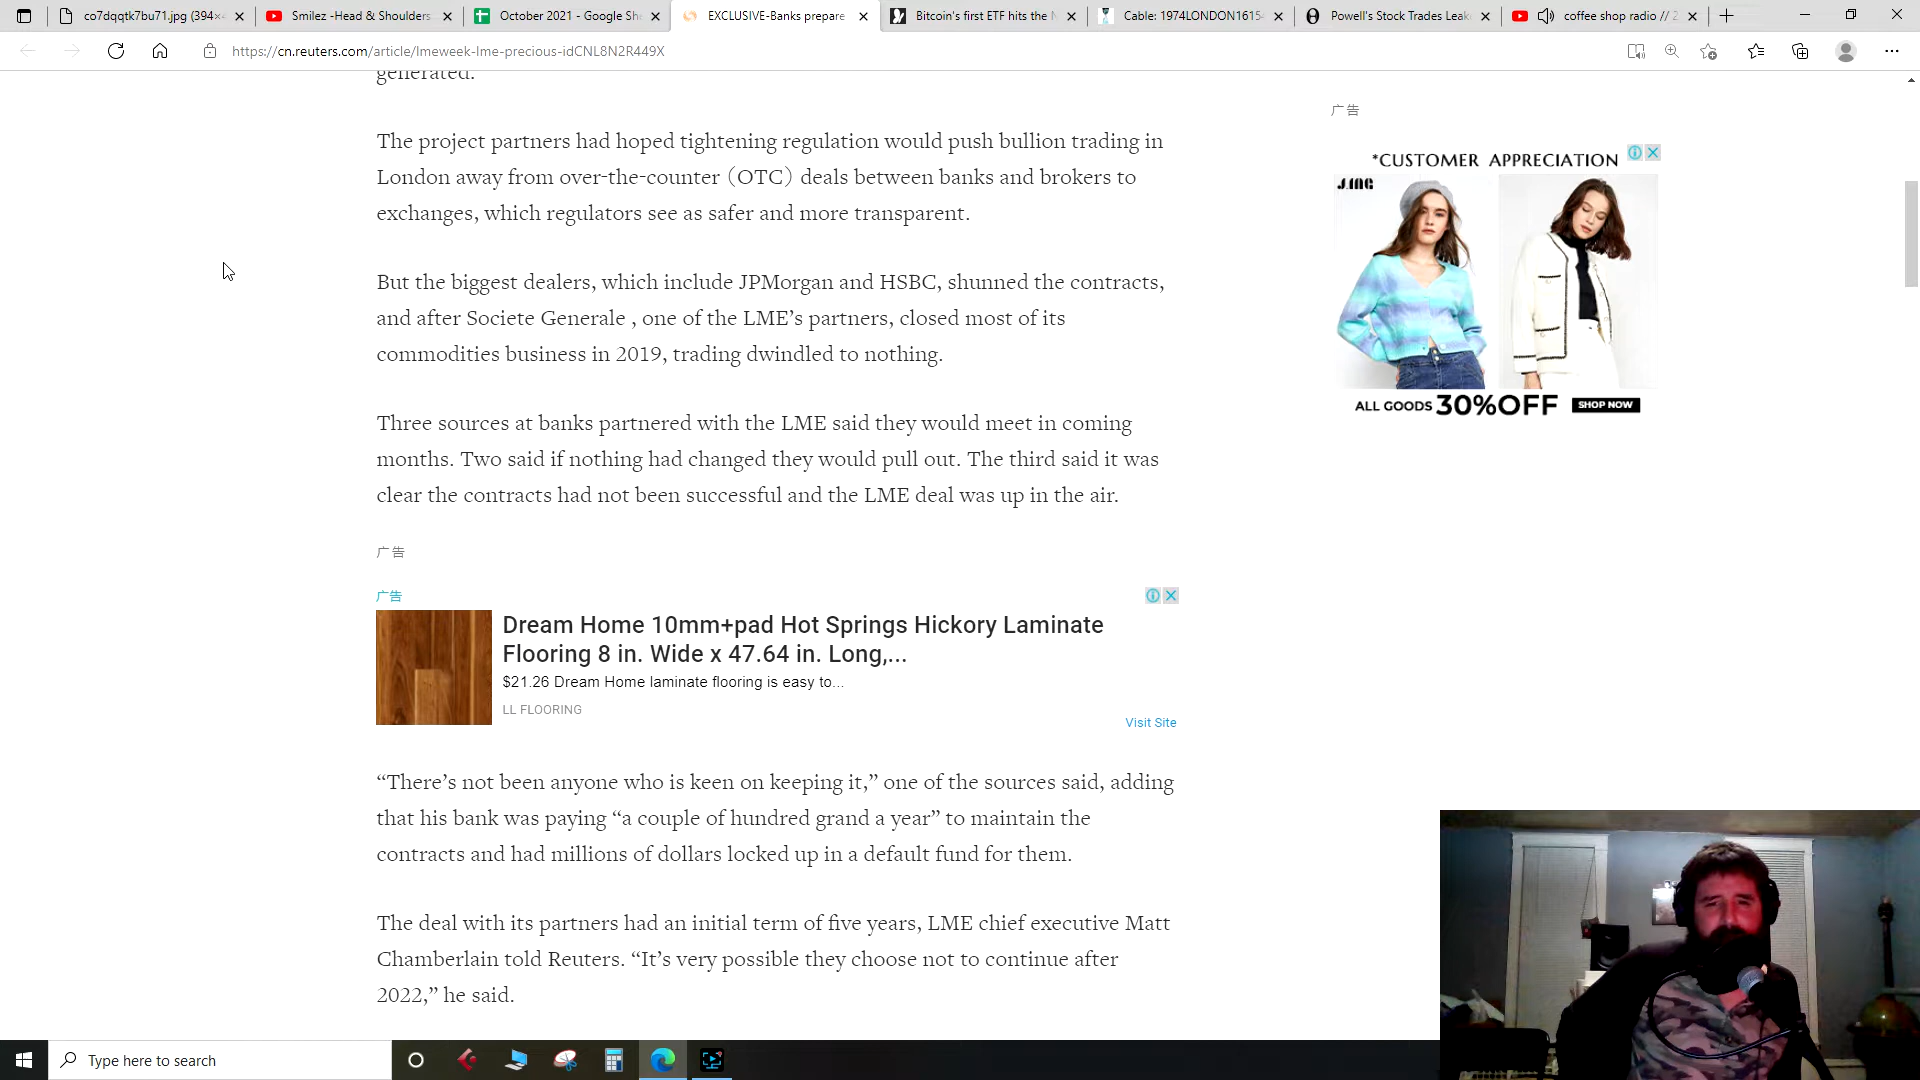 co7dqqtk7bu71.jpg (394×
Smilez -Head & Shoulders
October 2021 - Google She
EXCLUSIVE-Banks prepare
Bitcoin's first ETF hits the N
Cable: 1974LONDON1615
Powell's Stock Trades Leak
coffee shop radio // 2
https://cn.reuters.com/article/lmeweek-lme-precious-idCNL8N2R449X
generated.
The project partners had hoped tightening regulation would push bullion trading in
London away from over-the-counter（OTC）deals between banks and brokers to
exchanges, which regulators see as safer and more transparent.
But the biggest dealers, which include JPMorgan and HSBC, shunned the contracts,
and after Societe Generale , one of the LME’s partners, closed most of its
commodities business in 2019, trading dwindled to nothing.
Three sources at banks partnered with the LME said they would meet in coming
months. Two said if nothing had changed they would pull out. The third said it was
clear the contracts had not been successful and the LME deal was up in the air.
广告
广告
Dream Home 10mm+pad Hot Springs Hickory Laminate
Flooring 8 in. Wide x 47.64 in. Long,...
$21.26 Dream Home laminate flooring is easy to...
LL FLOORING
Visit Site
“There’s not been anyone who is keen on keeping it,” one of the sources said, adding
that his bank was paying “a couple of hundred grand a year” to maintain the
contracts and had millions of dollars locked up in a default fund for them.
The deal with its partners had an initial term of five years, LME chief executive Matt
Chamberlain told Reuters. “It’s very possible they choose not to continue after
2022,” he said.
广告
*CUSTOMER APPRECIATION
J.ING
ALL GOODS 30%OFF SHOP NOW
Type here to search